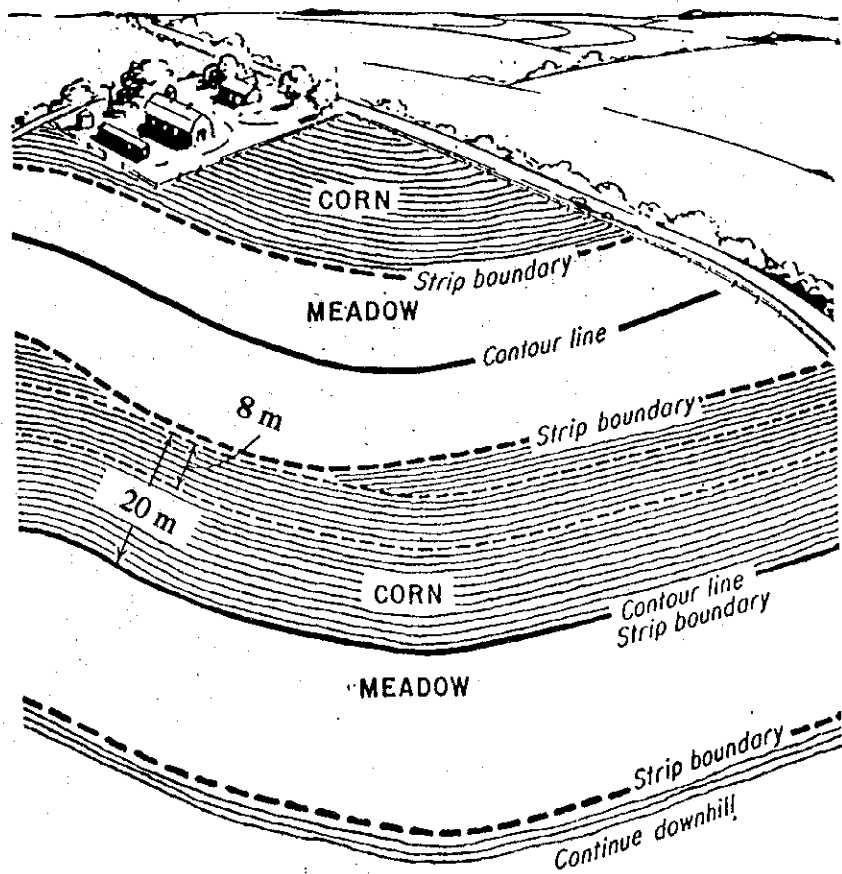 CORN
Strip boundary
MEADOW
Contour line
Strip boundary
8 m
20 m
CORN
Contour line
Strip boundary
MEADOW
Strip boundary
Continue downhill